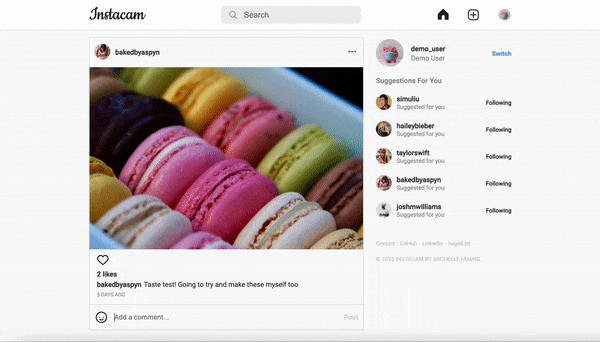 Instacam
Search
bakedbyaspyn
2 likes
bakedbyaspyn Taste test! Going to try and make these myself too
5 DAYS AGO
Add a comment...
Post
demo_user
Demo User
Switch
Suggestions For You
simuliu
Suggested for you
Following
haileybieber
Suggested for you
Following
taylorswift
Suggested for you
Following
bakedbyaspyn
Suggested for you
Following
joshmwilliams
Suggested for you
Following
Contact · GitHub · LinkedIn · AngelList
© 2022 INSTACAM BY MICHELLE HUANG